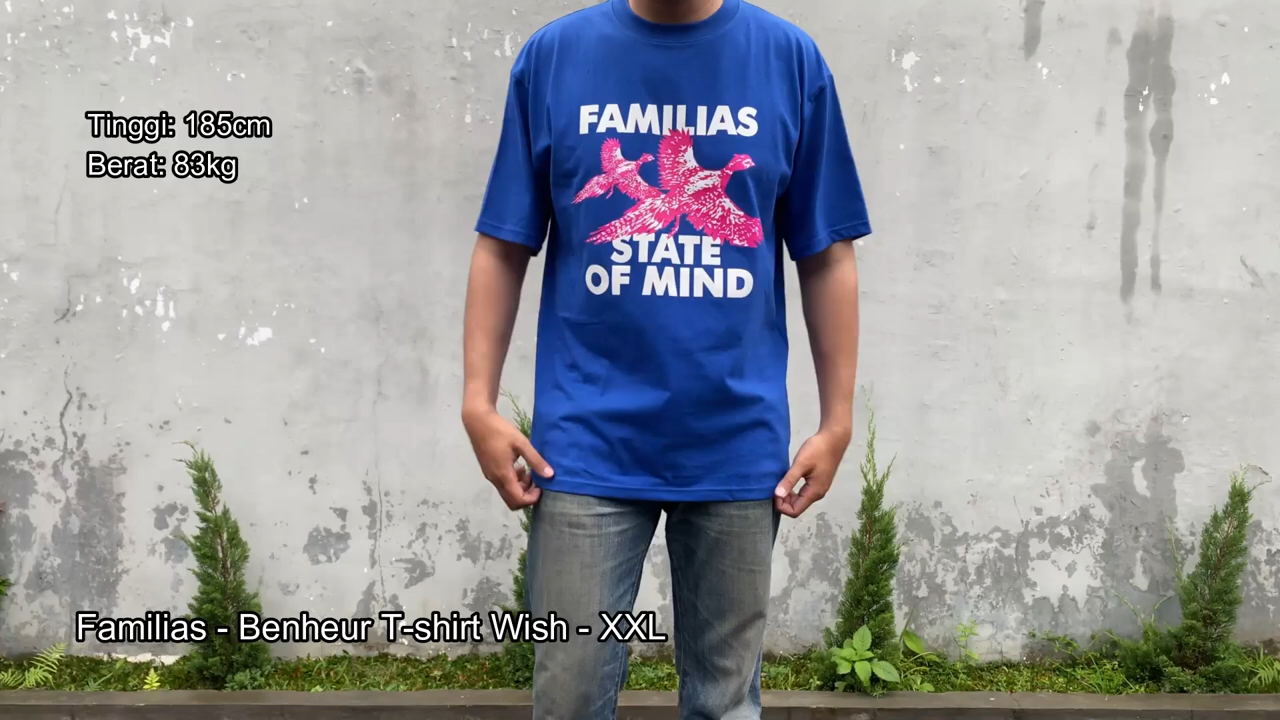 Tinggi: 185cm
Berat: 83kg
FAMILIAS
STATE
OF MIND
Familias - Benheur T-shirt Wish - XXL